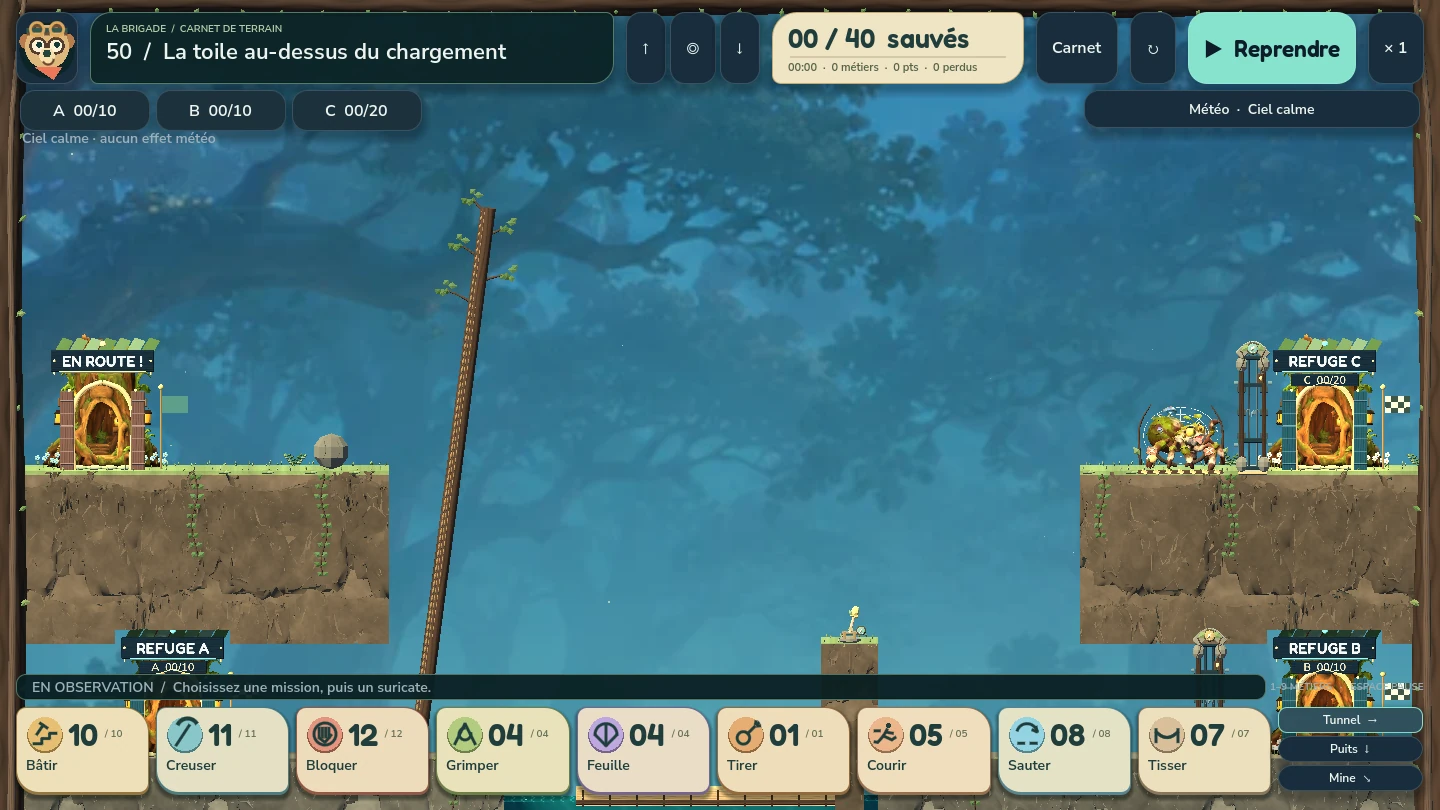 LA BRIGADE / CARNET DE TERRAIN
50 / La toile au-dessus du chargement
↑
↓
00 / 40 sauvés
00:00 · 0 métiers · 0 pts · 0 perdus
Carnet
↻
▶ Reprendre
× 1
A 00/10
B 00/10
C 00/20
Météo · Ciel calme
Ciel calme · aucun effet météo
EN ROUTE !
REFUGE C
C 00/20
REFUGE A
A 00/10
REFUGE B
B 00/10
EN OBSERVATION / Choisissez une mission, puis un suricate.
10 / 10
Bâtir
11 / 11
Creuser
12 / 12
Bloquer
04 / 04
Grimper
04 / 04
Feuille
01 / 01
Tirer
05 / 05
Courir
08 / 08
Sauter
07 / 07
Tisser
Tunnel →
Puits ↓
Mine ↘